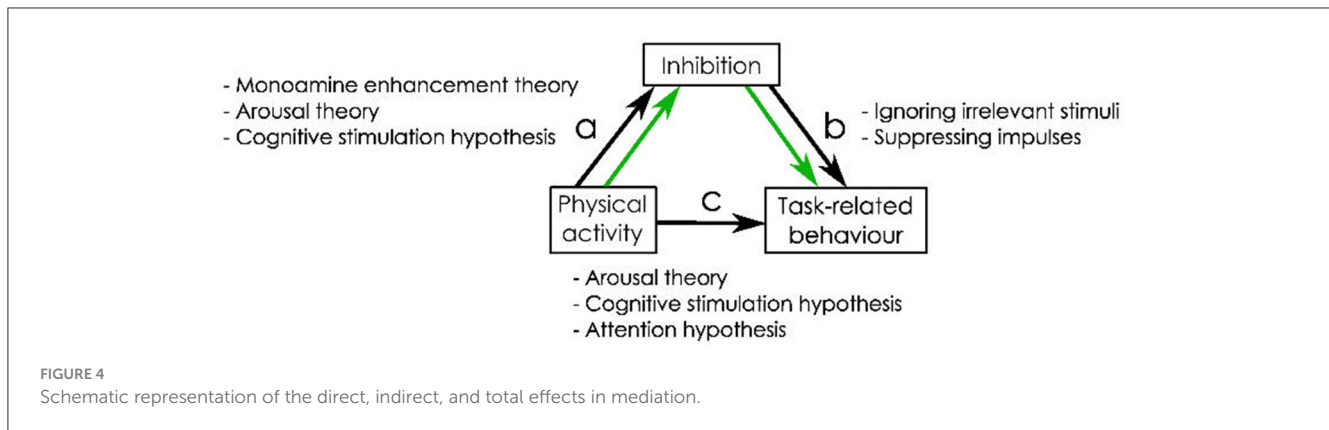 Inhibition
- Monoamine enhancement theory
- Arousal theory
- Cognitive stimulation hypothesis
a
b
- Ignoring irrelevant stimuli
- Suppressing impulses
Physical
activity
c
Task-related
behaviour
- Arousal theory
- Cognitive stimulation hypothesis
- Attention hypothesis
FIGURE 4
Schematic representation of the direct, indirect, and total effects in mediation.